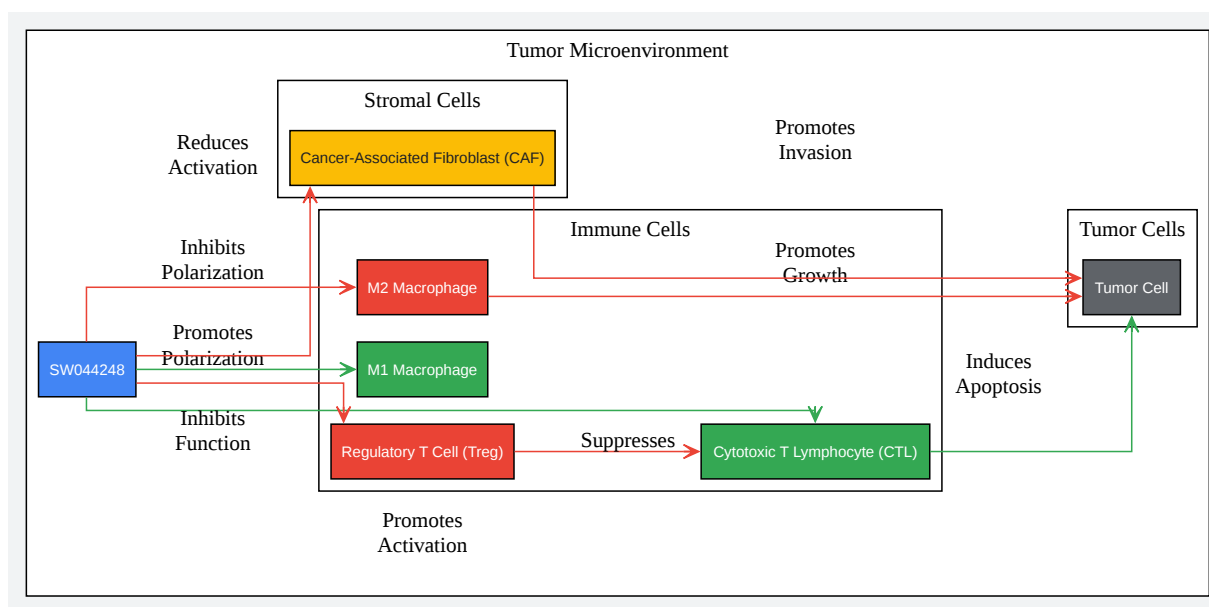 Tumor Microenvironment
Stromal Cells
Reduces
Activation
Cancer-Associated Fibroblast (CAF)
Promotes
Invasion
Immune Cells
Tumor Cells
Inhibits
Polarization
M2 Macrophage
Promotes
Growth
Tumor Cell
Promotes
Polarization
SW044248
M1 Macrophage
Induces
Apoptosis
Inhibits
Function
Regulatory T Cell (Treg)
Suppresses
Cytotoxic T Lymphocyte (CTL)
Promotes
Activation